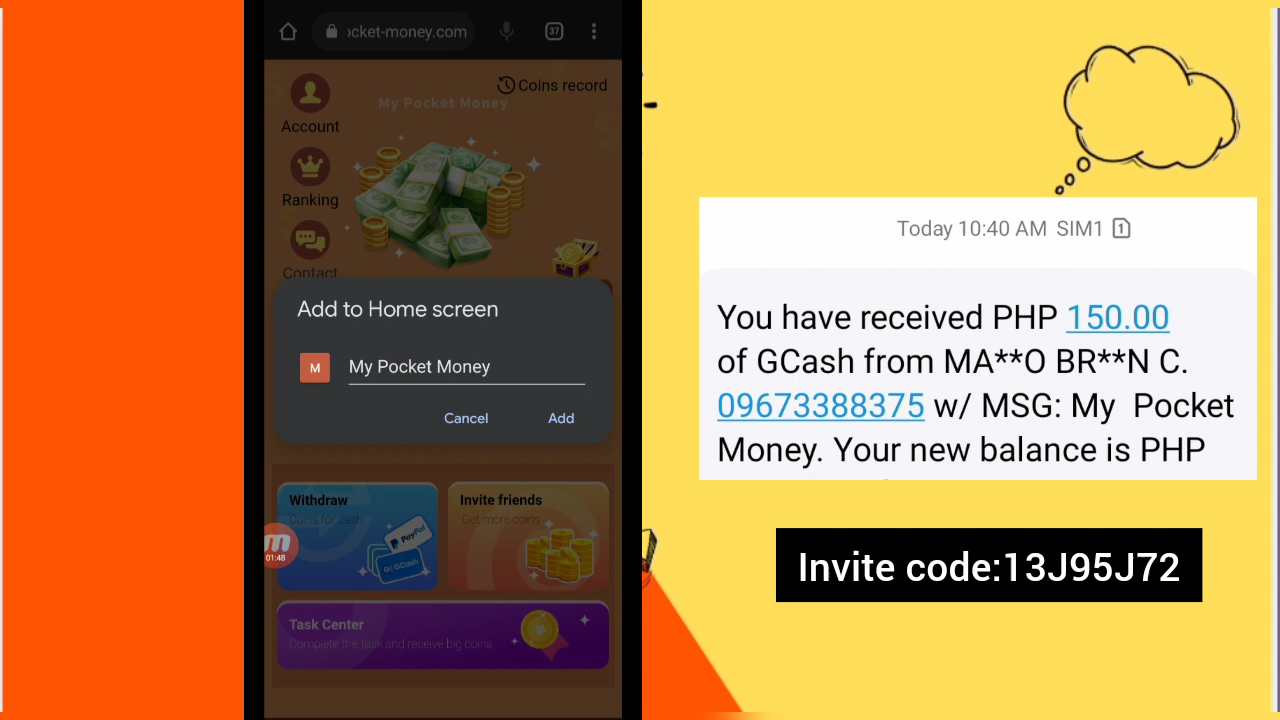 ocket-money.com
37
Coins record
My Pocket Money
Account
Ranking
Contact
Add to Home screen
M
My Pocket Money
Cancel
Add
Withdraw
Coins for cash
PayPal
GCash
Invite friends
Get more coins
01:48
Task Center
Complete the task and receive big coins
Today 10:40 AM SIM1 1
You have received PHP 150.00
of GCash from MA**O BR**N C.
09673388375 w/ MSG: My Pocket
Money. Your new balance is PHP
Invite code:13J95J72